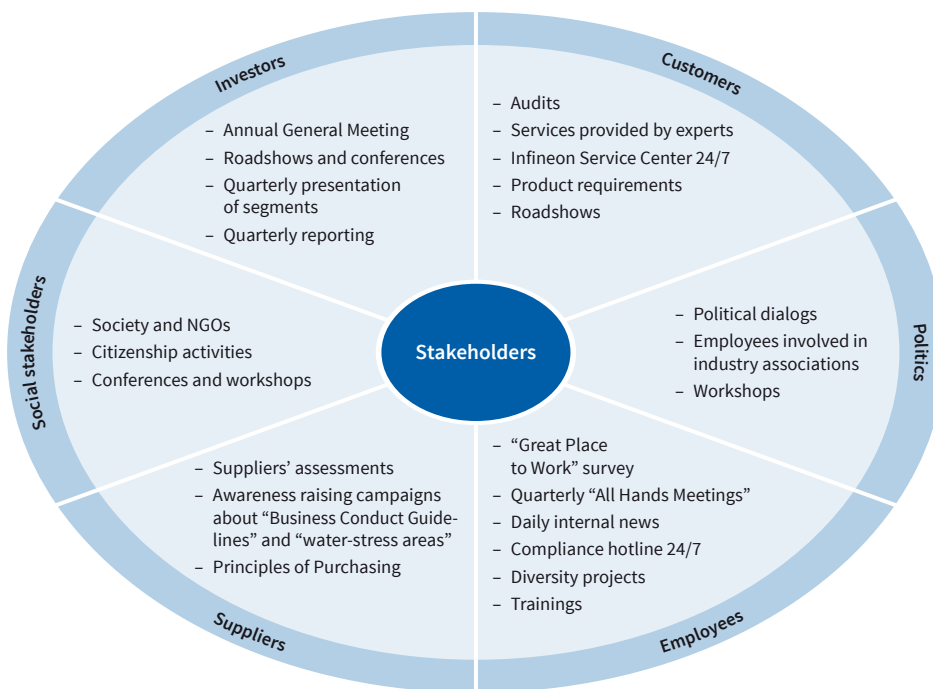 Investors
– Annual General Meeting
– Roadshows and conferences
– Quarterly presentation
of segments
– Quarterly reporting
Customers
– Audits
– Services provided by experts
– Infineon Service Center 24/7
– Product requirements
– Roadshows
Social stakeholders
– Society and NGOs
– Citizenship activities
– Conferences and workshops
Stakeholders
Politics
– Political dialogs
– Employees involved in
industry associations
– Workshops
– Suppliers’ assessments
– Awareness raising campaigns
about “Business Conduct Guide-
lines” and “water-stress areas”
– Principles of Purchasing
Suppliers
– “Great Place
to Work” survey
– Quarterly “All Hands Meetings”
– Daily internal news
– Compliance hotline 24/7
– Diversity projects
– Trainings
Employees